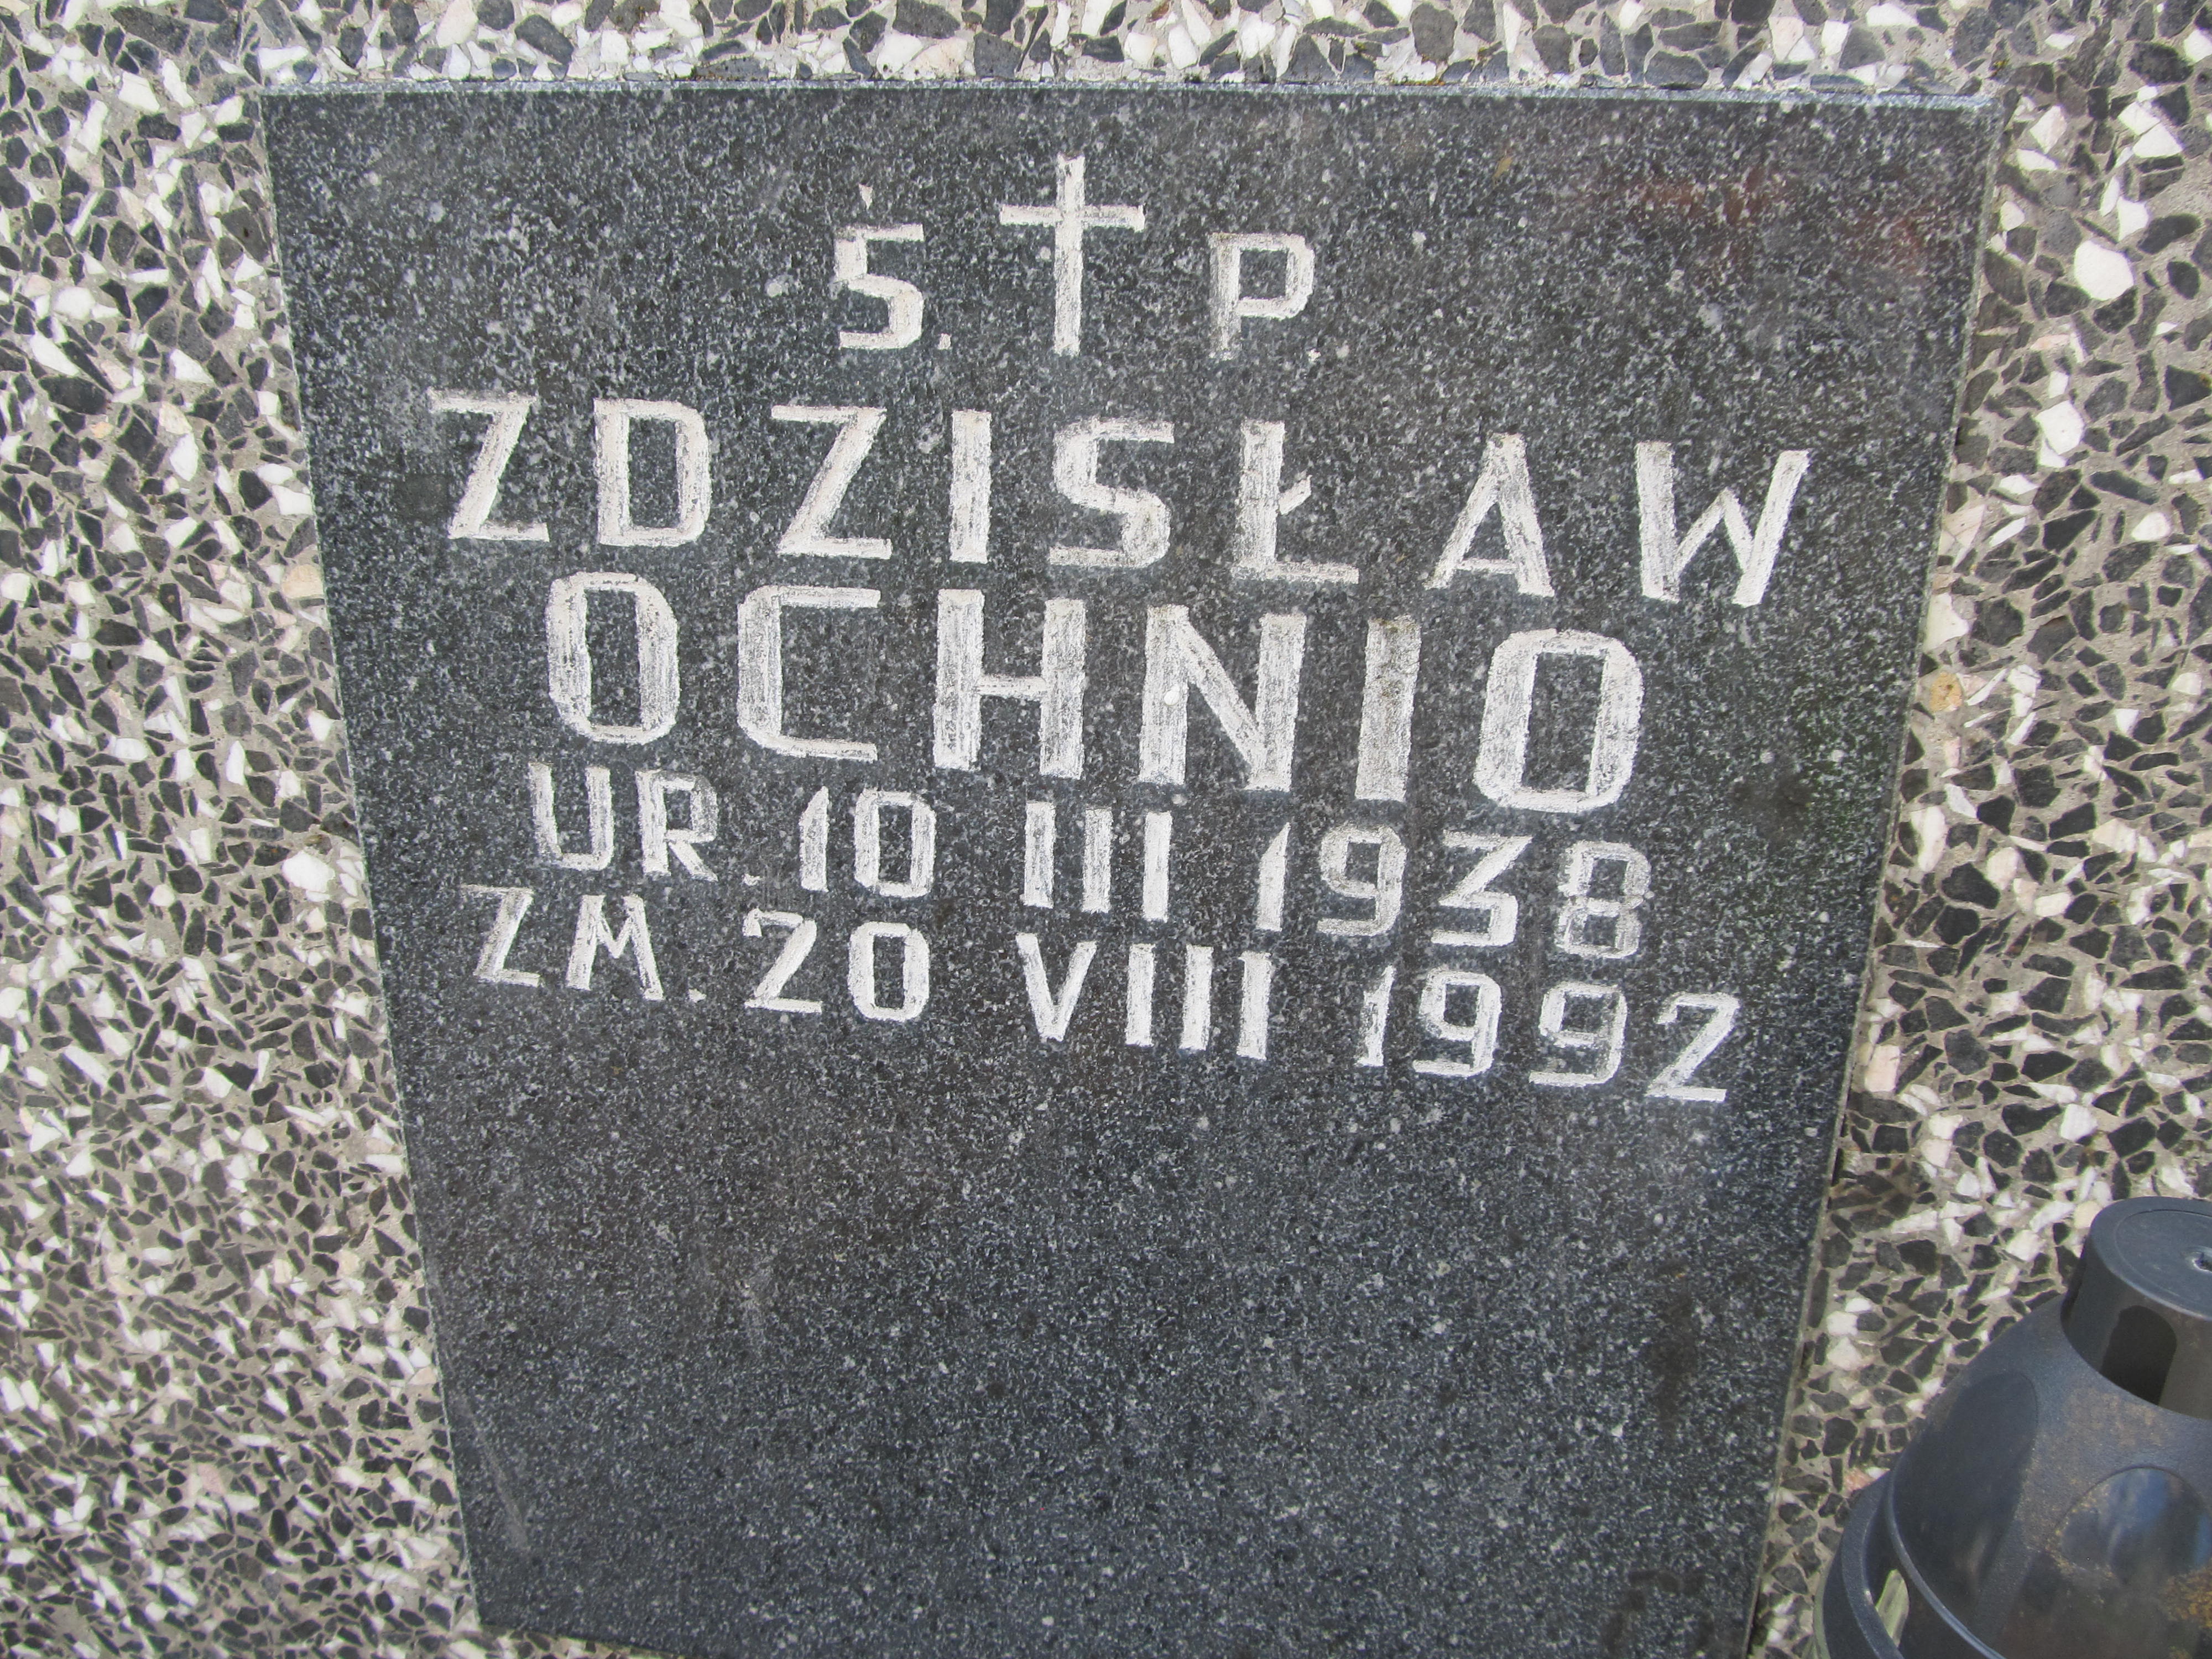 Ś. P.
ZDZISŁAW
OCHNIO
UR. 10 III 1938
ZM. 20 VIII 1992